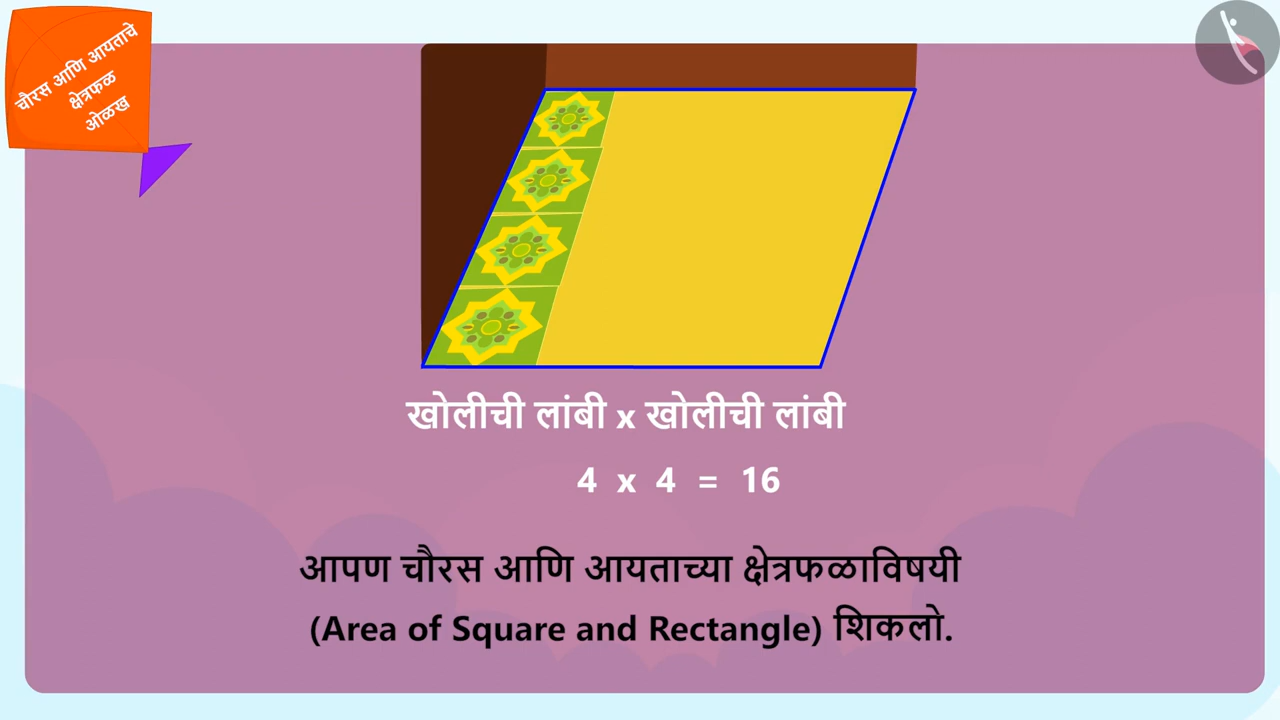 चौरस आणि आयताचे
क्षेत्रफळ
ओळख
खोलीची लांबी x खोलीची लांबी
4 x 4 = 16
आपण चौरस आणि आयताच्या क्षेत्रफळाविषयी
(Area of Square and Rectangle) शिकलो.